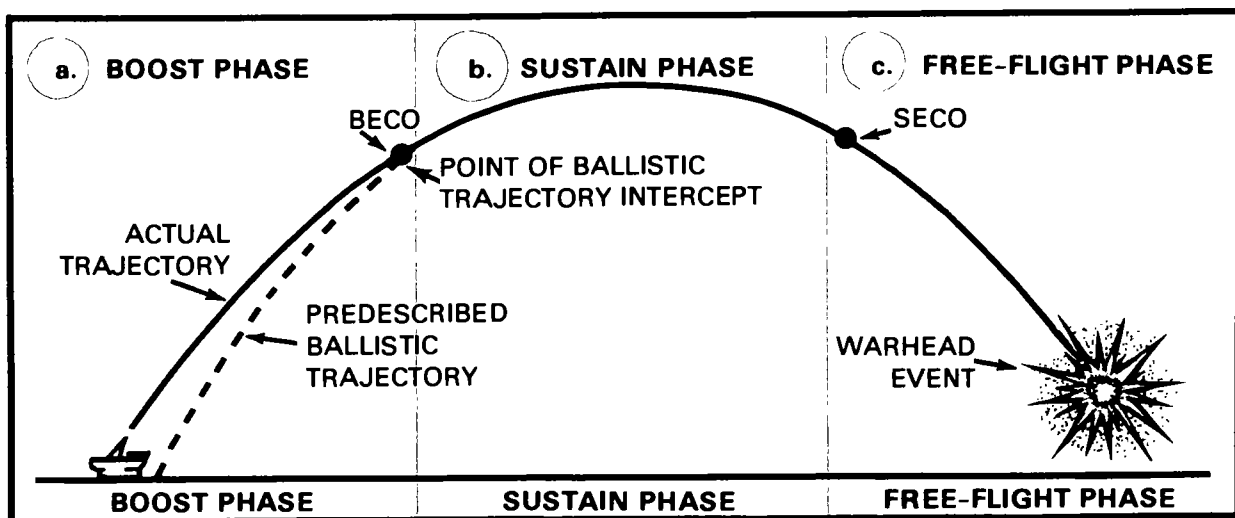 a. BOOST PHASE
b. SUSTAIN PHASE
c. FREE-FLIGHT PHASE
BECO
SECO
POINT OF BALLISTIC
TRAJECTORY INTERCEPT
ACTUAL
TRAJECTORY
PREDESCRIBED
BALLISTIC
TRAJECTORY
WARHEAD
EVENT
BOOST PHASE
SUSTAIN PHASE
FREE-FLIGHT PHASE